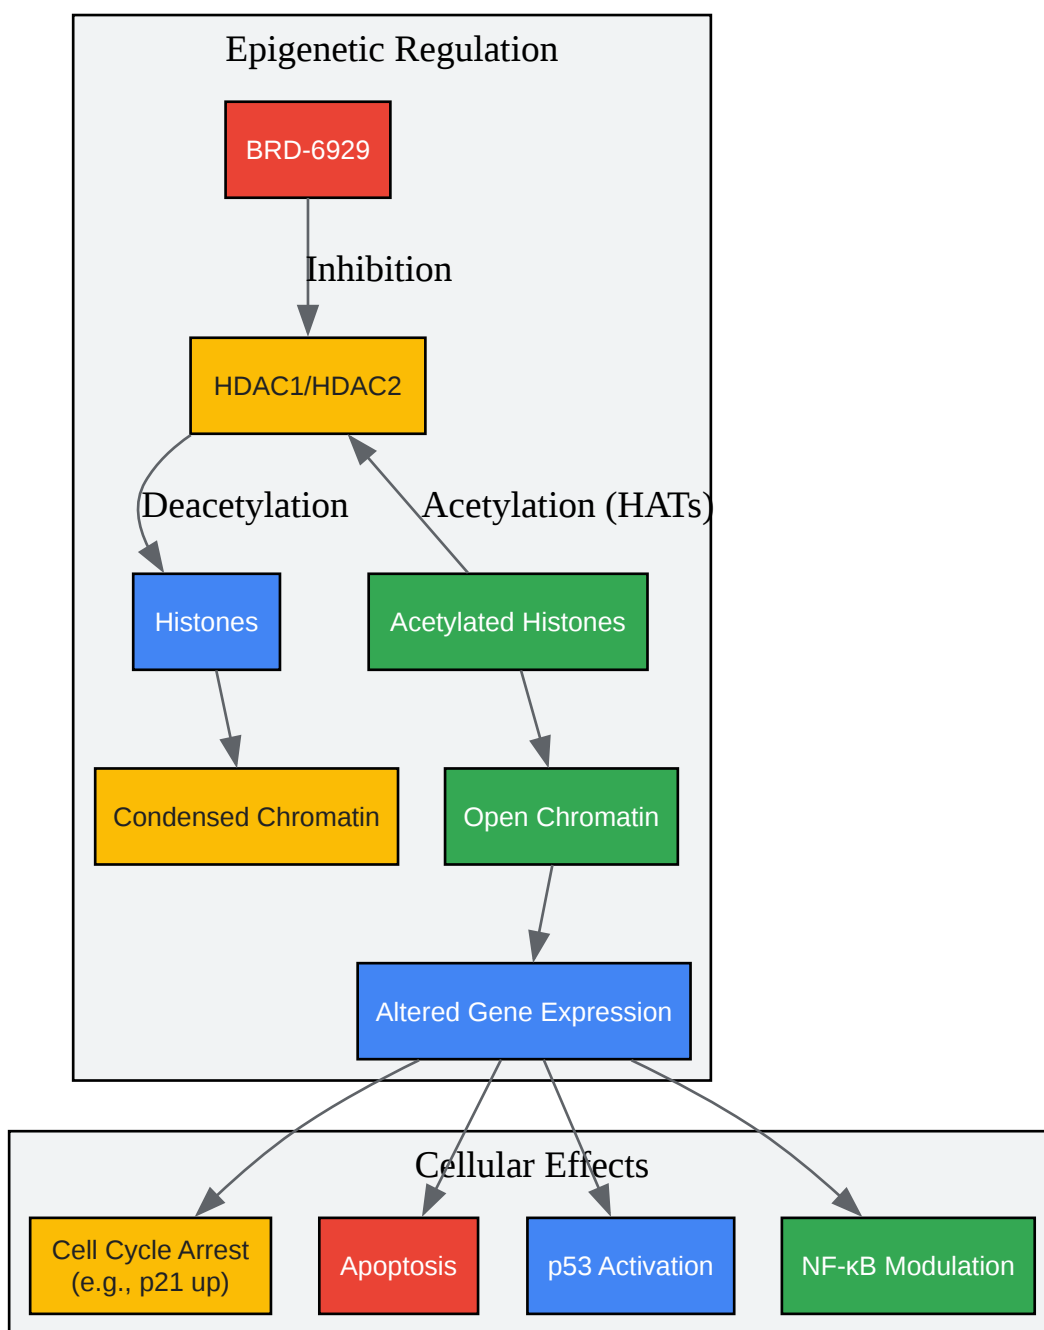 Epigenetic Regulation
BRD-6929
Inhibition
HDAC1/HDAC2
Deacetylation
Acetylation (HATs)
Histones
Acetylated Histones
Condensed Chromatin
Open Chromatin
Altered Gene Expression
Cellular Effects
Cell Cycle Arrest
(e.g., p21 up)
Apoptosis
p53 Activation
NF-κB Modulation